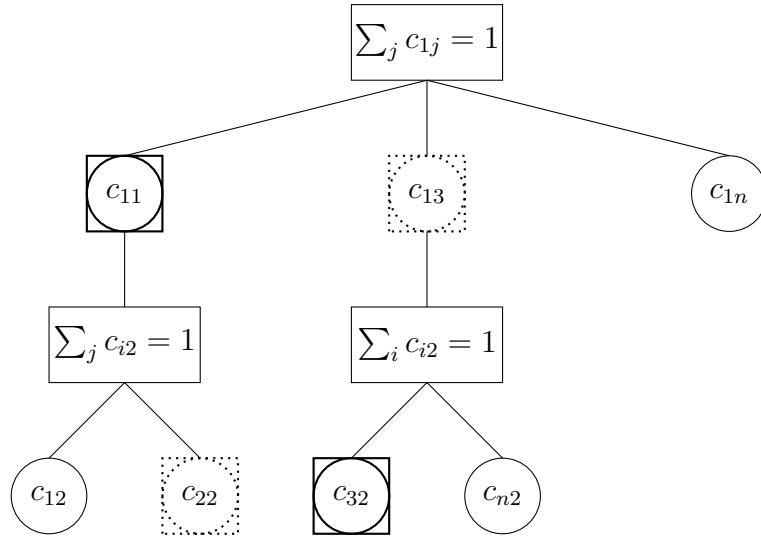 ∑_j c_{1j} = 1
c_{11}
c_{13}
c_{1n}
∑_j c_{i2} = 1
∑_i c_{i2} = 1
c_{12}
c_{22}
c_{32}
c_{n2}